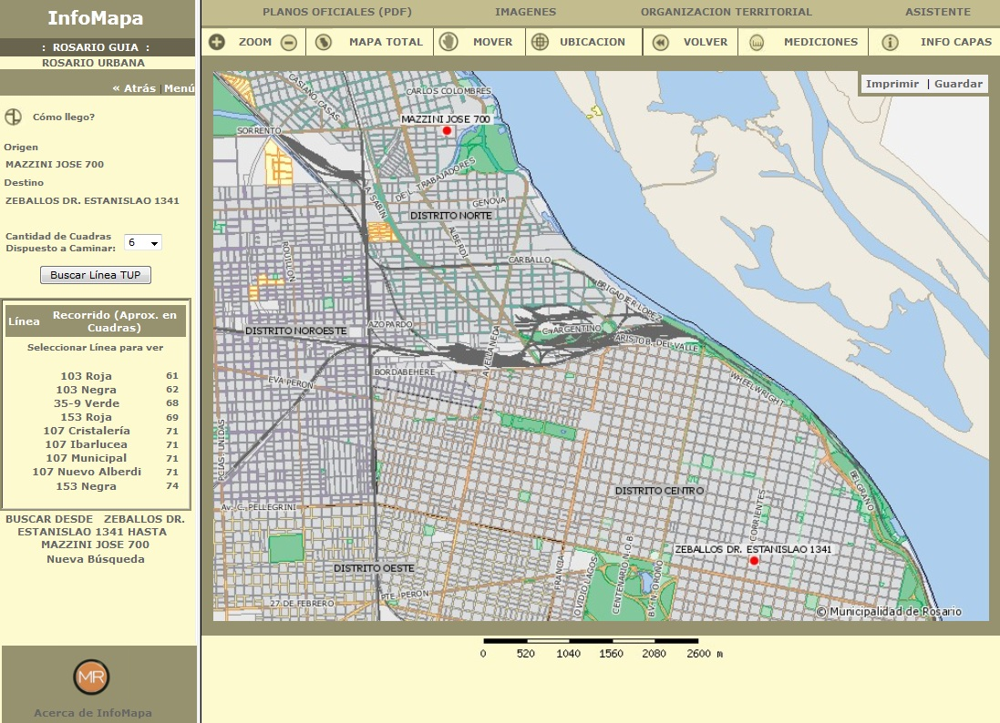 InfoMapa
: ROSARIO GUIA :
ROSARIO URBANA
« Atrás | Menú
Cómo llego?
Origen
MAZZINI JOSE 700
Destino
ZEBALLOS DR. ESTANISLAO 1341
Cantidad de Cuadras
Dispuesto a Caminar: 6
Buscar Línea TUP
Línea Recorrido (Aprox. en Cuadras)
Seleccionar Línea para ver
103 Roja 61
103 Negra 62
35-9 Verde 68
153 Roja 69
107 Cristalería 71
107 Ibarlucea 71
107 Municipal 71
107 Nuevo Alberdi 71
153 Negra 74
BUSCAR DESDE ZEBALLOS DR.
ESTANISLAO 1341 HASTA
MAZZINI JOSE 700
Nueva Búsqueda
MR
Acerca de InfoMapa
PLANOS OFICIALES (PDF) IMAGENES ORGANIZACION TERRITORIAL ASISTENTE
ZOOM MAPA TOTAL MOVER UBICACION VOLVER MEDICIONES INFO CAPAS
Imprimir | Guardar
CASIANO CASAS
CARLOS COLOMBRES
MAZZINI JOSE 700
SORRENTO
DE L. TRABAJADORES
A. SABIN
GENOVA
DISTRITO NORTE
ALBERDI
ROUILLON
CARBALLO
BRIGADIER LOPEZ
AZOPARDO
DISTRITO NOROESTE
C. ARGENTINO
ARISTOB. DEL VALLE
AVELLANEDA
BORDABEHERE
EVA PERON
WHEELWRIGHT
PCIAS. UNIDAS
BELGRANO
DISTRITO CENTRO
CORRIENTES
AV. C. PELLEGRINI
ZEBALLOS DR. ESTANISLAO 1341
DISTRITO OESTE
FRANCIA
OVIDIO LAGOS
CENTENARIO N.O.B
BV. N. OROÑO
PTE. PERON
27 DE FEBRERO
© Municipalidad de Rosario
0 520 1040 1560 2080 2600 m